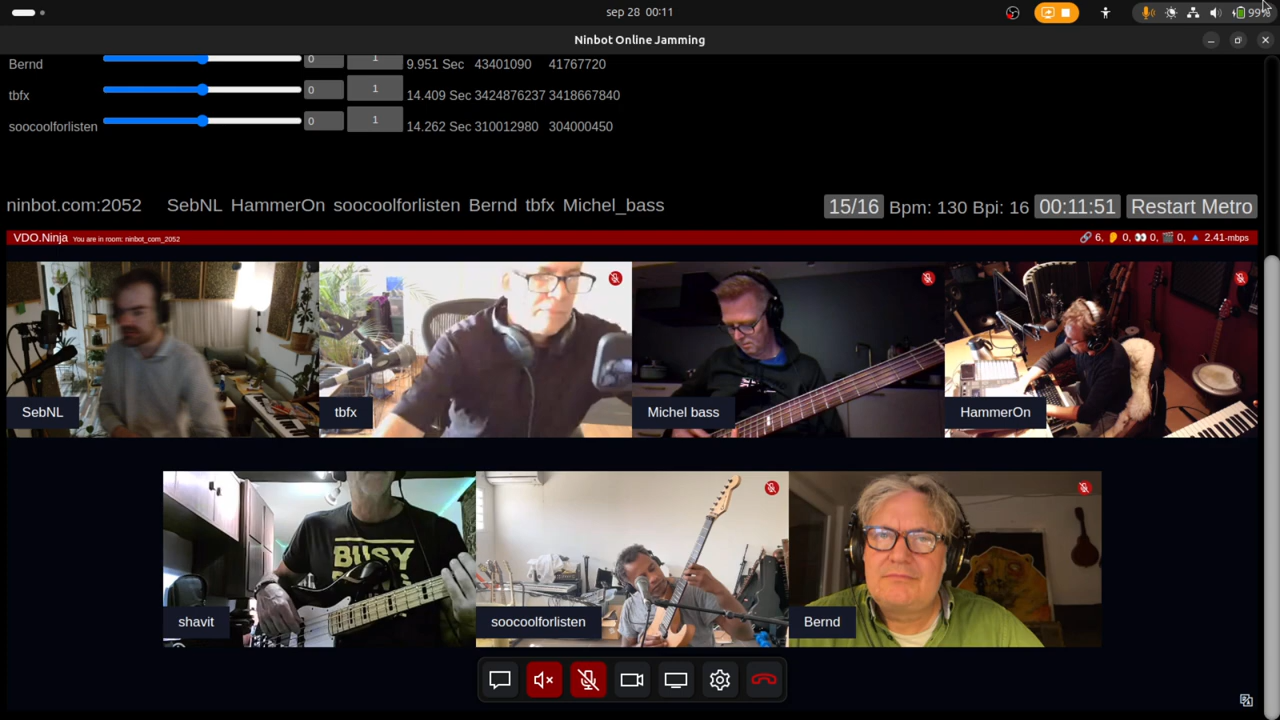 sep 28 00:11
99%
Ninbot Online Jamming
Bernd 0 1 9.951 Sec 43401090 41767720
tbfx 0 1 14.409 Sec 3424876237 3418667840
soocoolforlisten 0 1 14.262 Sec 310012980 304000450
ninbot.com:2052 SebNL HammerOn soocoolforlisten Bernd tbfx Michel_bass 15/16 Bpm: 130 Bpi: 16 00:11:51 Restart Metro
VDO.Ninja You are in room: ninbot_com_2052 🔗 6, 👂 0, 👀 0, 🎬 0, 🔺 2.41-mbps
SebNL
tbfx
Michel bass
HammerOn
BUSY
shavit
soocoolforlisten
Bernd